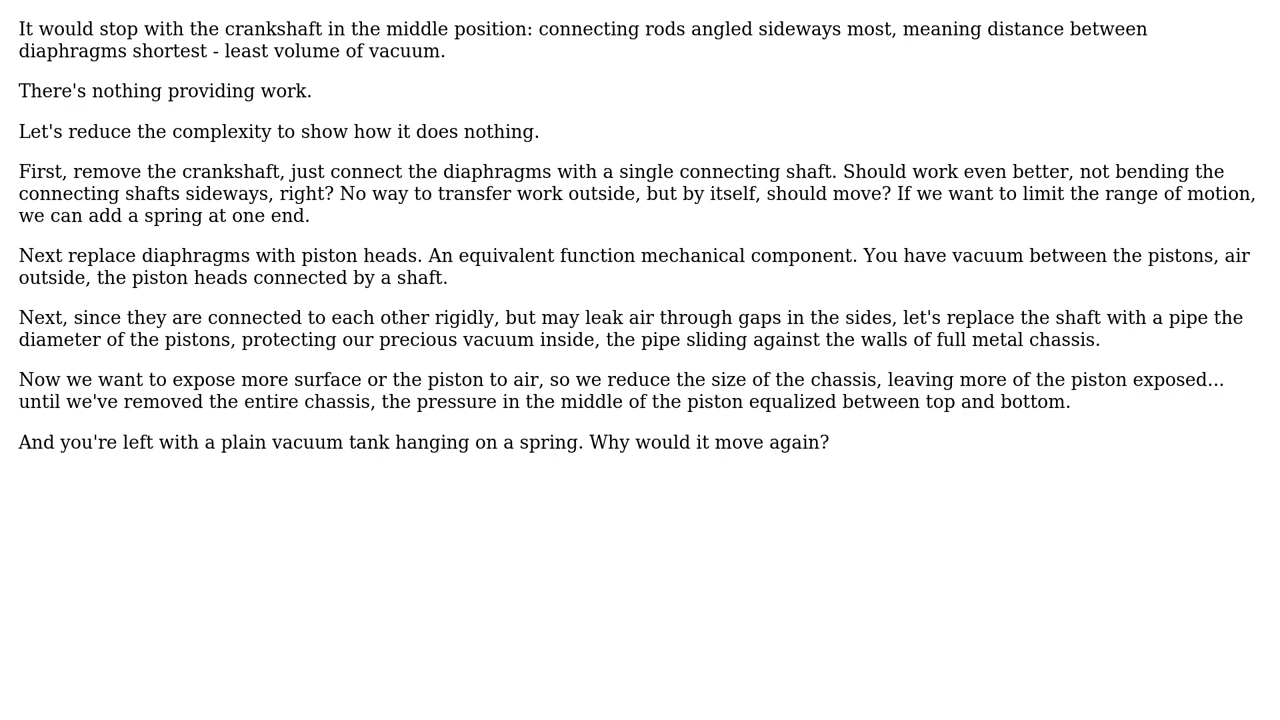 It would stop with the crankshaft in the middle position: connecting rods angled sideways most, meaning distance between
diaphragms shortest - least volume of vacuum.
There's nothing providing work.
Let's reduce the complexity to show how it does nothing.
First, remove the crankshaft, just connect the diaphragms with a single connecting shaft. Should work even better, not bending the
connecting shafts sideways, right? No way to transfer work outside, but by itself, should move? If we want to limit the range of motion,
we can add a spring at one end.
Next replace diaphragms with piston heads. An equivalent function mechanical component. You have vacuum between the pistons, air
outside, the piston heads connected by a shaft.
Next, since they are connected to each other rigidly, but may leak air through gaps in the sides, let's replace the shaft with a pipe the
diameter of the pistons, protecting our precious vacuum inside, the pipe sliding against the walls of full metal chassis.
Now we want to expose more surface or the piston to air, so we reduce the size of the chassis, leaving more of the piston exposed...
until we've removed the entire chassis, the pressure in the middle of the piston equalized between top and bottom.
And you're left with a plain vacuum tank hanging on a spring. Why would it move again?